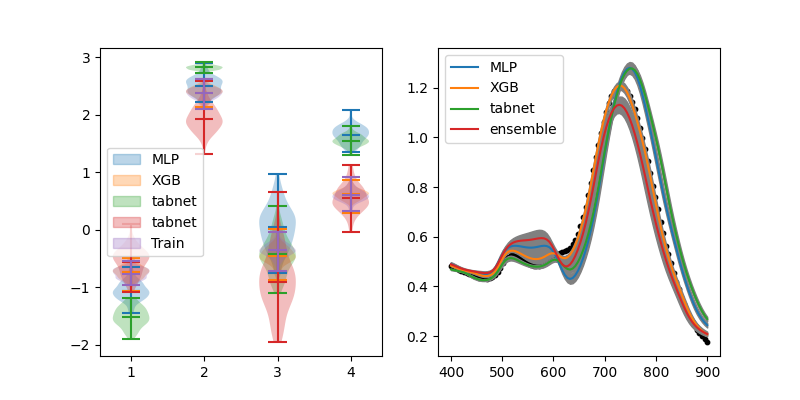 3
2
1
0
−1
−2
MLP
XGB
tabnet
tabnet
Train
1 2 3 4
1.2
1.0
0.8
0.6
0.4
0.2
MLP
XGB
tabnet
ensemble
400 500 600 700 800 900